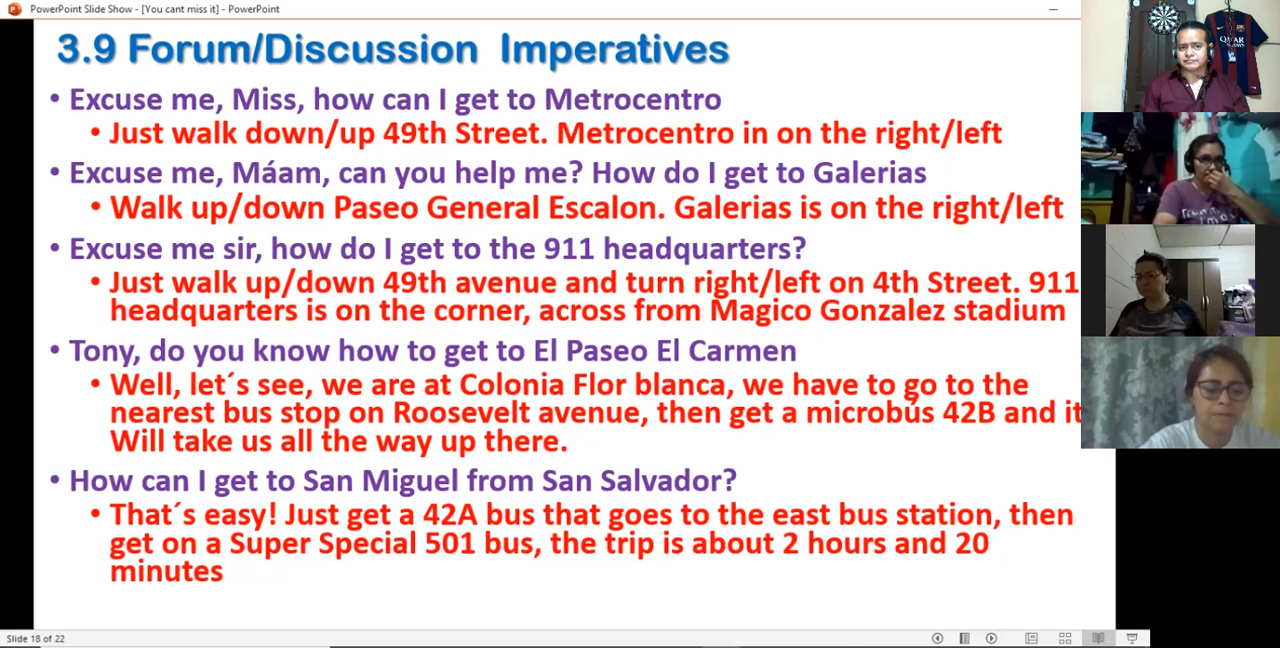 PowerPoint Slide Show - [You cant miss it] - PowerPoint
3.9 Forum/Discussion Imperatives
• Excuse me, Miss, how can I get to Metrocentro
• Just walk down/up 49th Street. Metrocentro in on the right/left
• Excuse me, Máam, can you help me? How do I get to Galerias
• Walk up/down Paseo General Escalon. Galerias is on the right/left
• Excuse me sir, how do I get to the 911 headquarters?
• Just walk up/down 49th avenue and turn right/left on 4th Street. 911
headquarters is on the corner, across from Magico Gonzalez stadium
• Tony, do you know how to get to El Paseo El Carmen
• Well, let´s see, we are at Colonia Flor blanca, we have to go to the
nearest bus stop on Roosevelt avenue, then get a microbús 42B and it
Will take us all the way up there.
• How can I get to San Miguel from San Salvador?
• That´s easy! Just get a 42A bus that goes to the east bus station, then
get on a Super Special 501 bus, the trip is about 2 hours and 20
minutes
Slide 18 of 22
QATAR